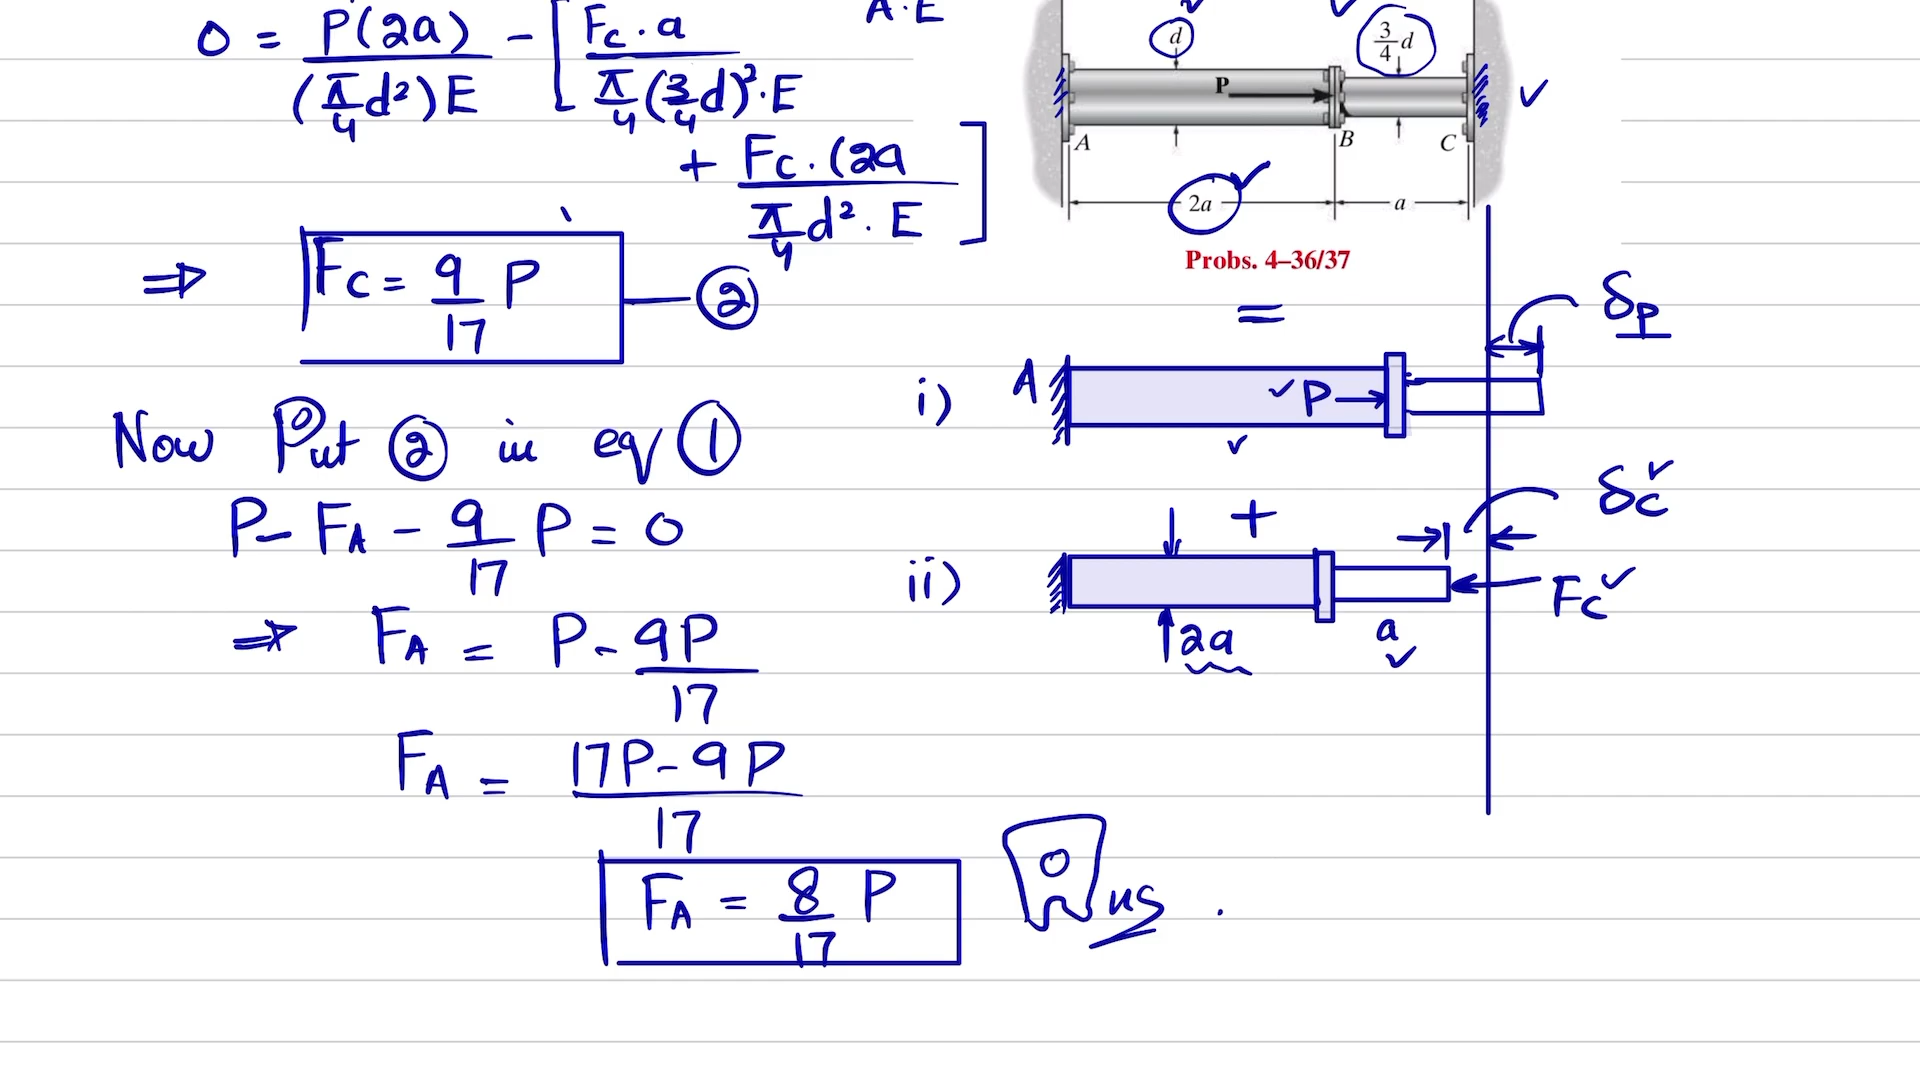 A.E
0 = P(2a) / (π/4 d²)E - [ Fc.a / π/4 (3/4 d)².E
+ Fc.(2a / π/4 d².E ]
⇒ Fc = 9/17 P — ②
Now Put ② in eq ①
P - FA - 9/17 P = 0
⇒ FA = P - 9P/17
FA = 17P - 9P / 17
FA = 8/17 P
Ans.
d
3/4 d
P
A
B
C
2a
a
Probs. 4–36/37
=
δp
i) A P
δc
+
ii) Fc
2a
a